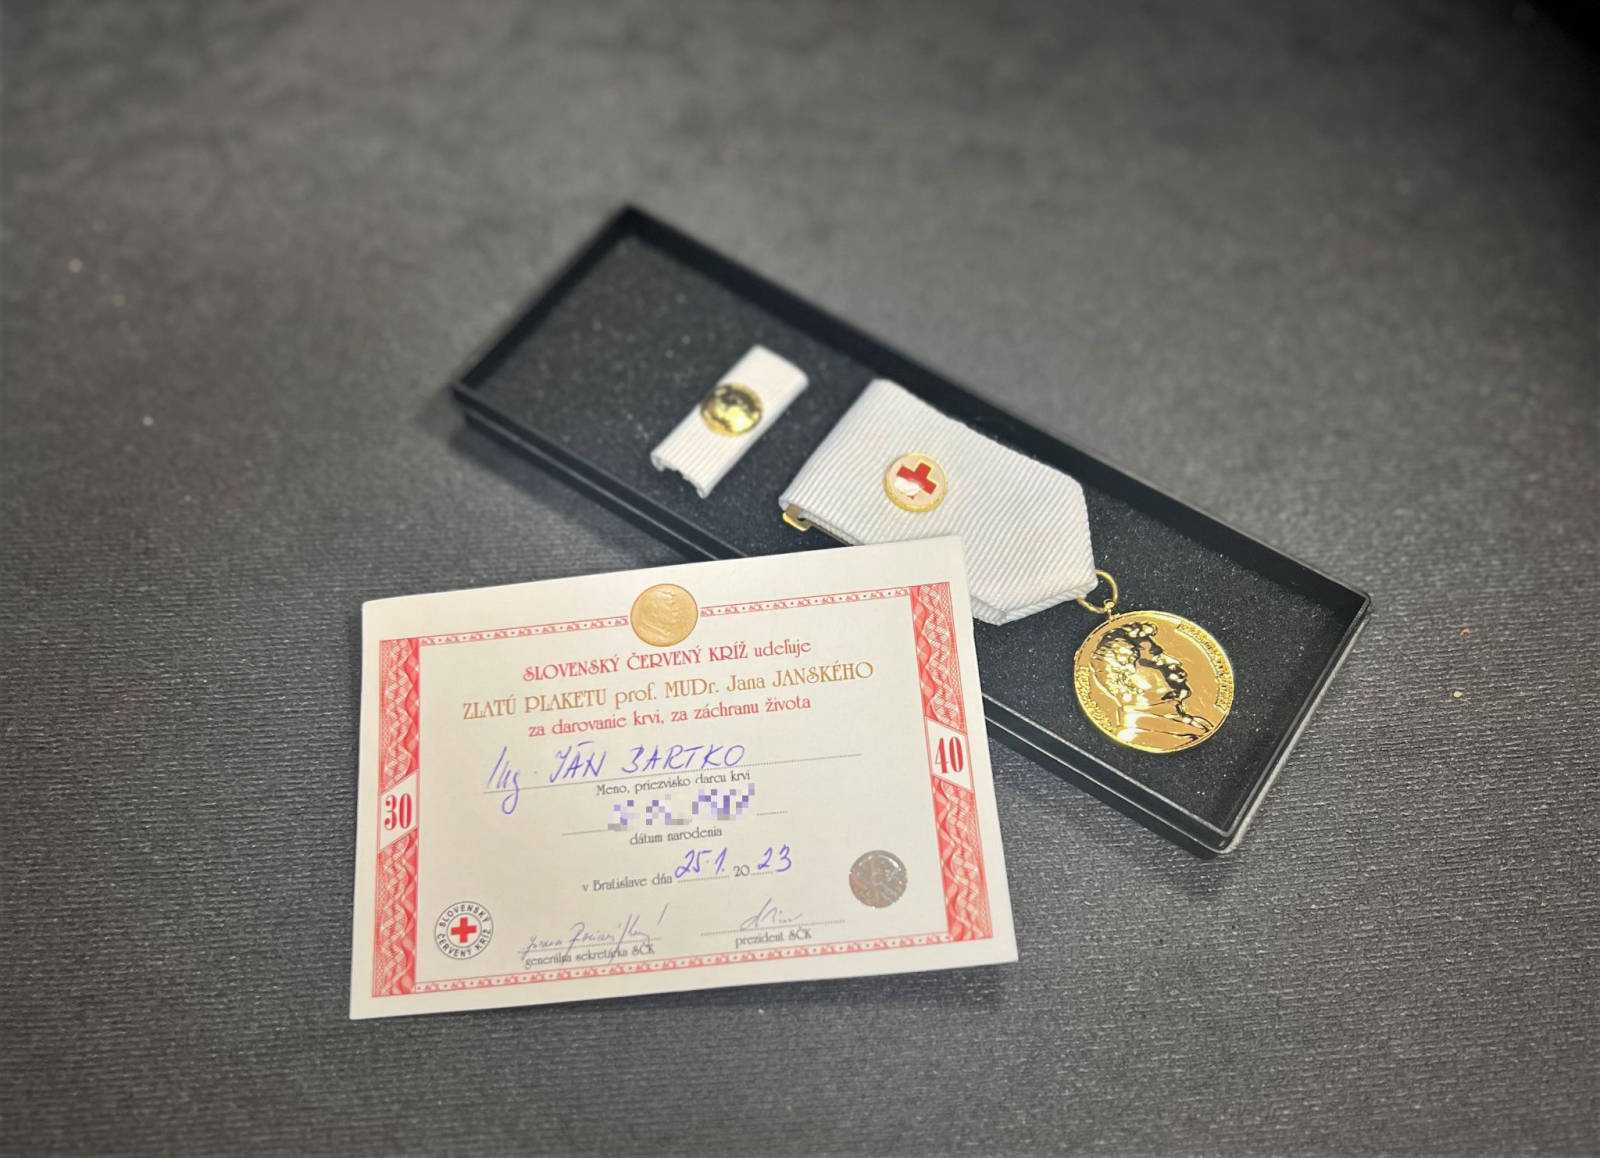 SLOVENSKÝ ČERVENÝ KRÍŽ udeľuje
ZLATÚ PLAKETU prof. MUDr. Jana JANSKÉHO
za darovanie krvi, za záchranu života
Ing. JÁN BARTKO
Meno, priezvisko darcu krvi
dátum narodenia
30
40
v Bratislave dňa 25.1. 2023
SLOVENSKÝ ČERVENÝ KRÍŽ
generálna sekretárka SČK
prezident SČK